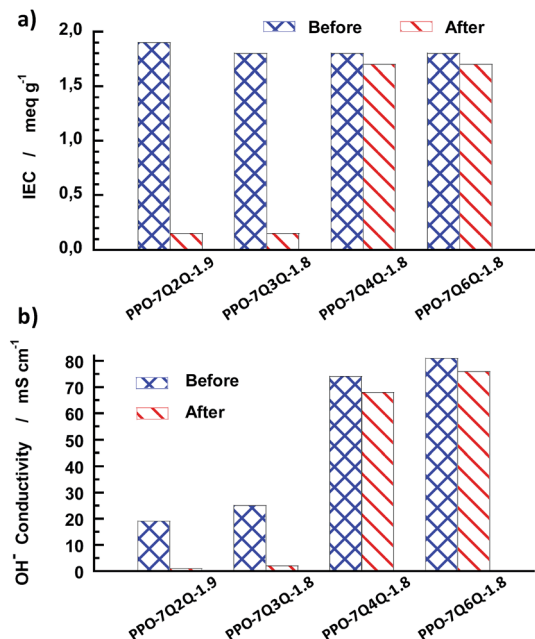 a)
Before After
2,0
1,5
1,0
0,5
0,0
IEC / meq g⁻¹
PPO-7Q2Q-1.9
PPO-7Q3Q-1.8
PPO-7Q4Q-1.8
PPO-7Q6Q-1.8
b)
Before
After
80
70
60
50
40
30
20
10
0
OH⁻ Conductivity / mS cm⁻¹
PPO-7Q2Q-1.9
PPO-7Q3Q-1.8
PPO-7Q4Q-1.8
PPO-7Q6Q-1.8